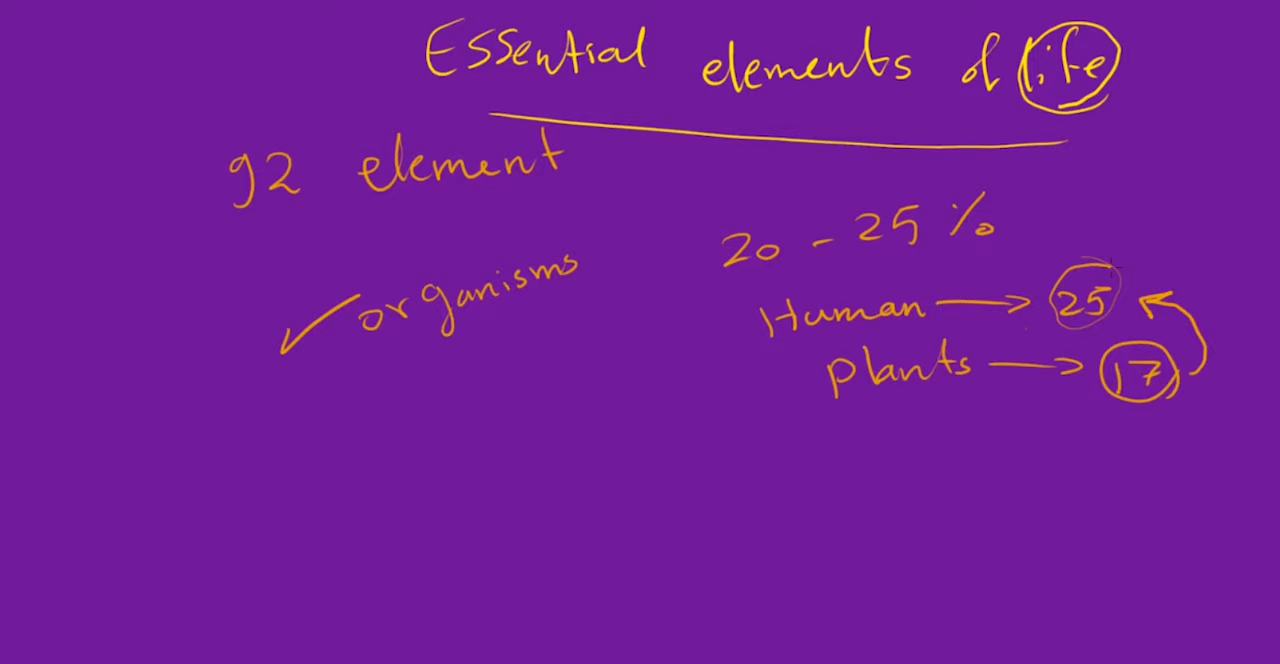 Essential elements of life
92 element
20 - 25 %
organisms
Human → 25
plants → 17